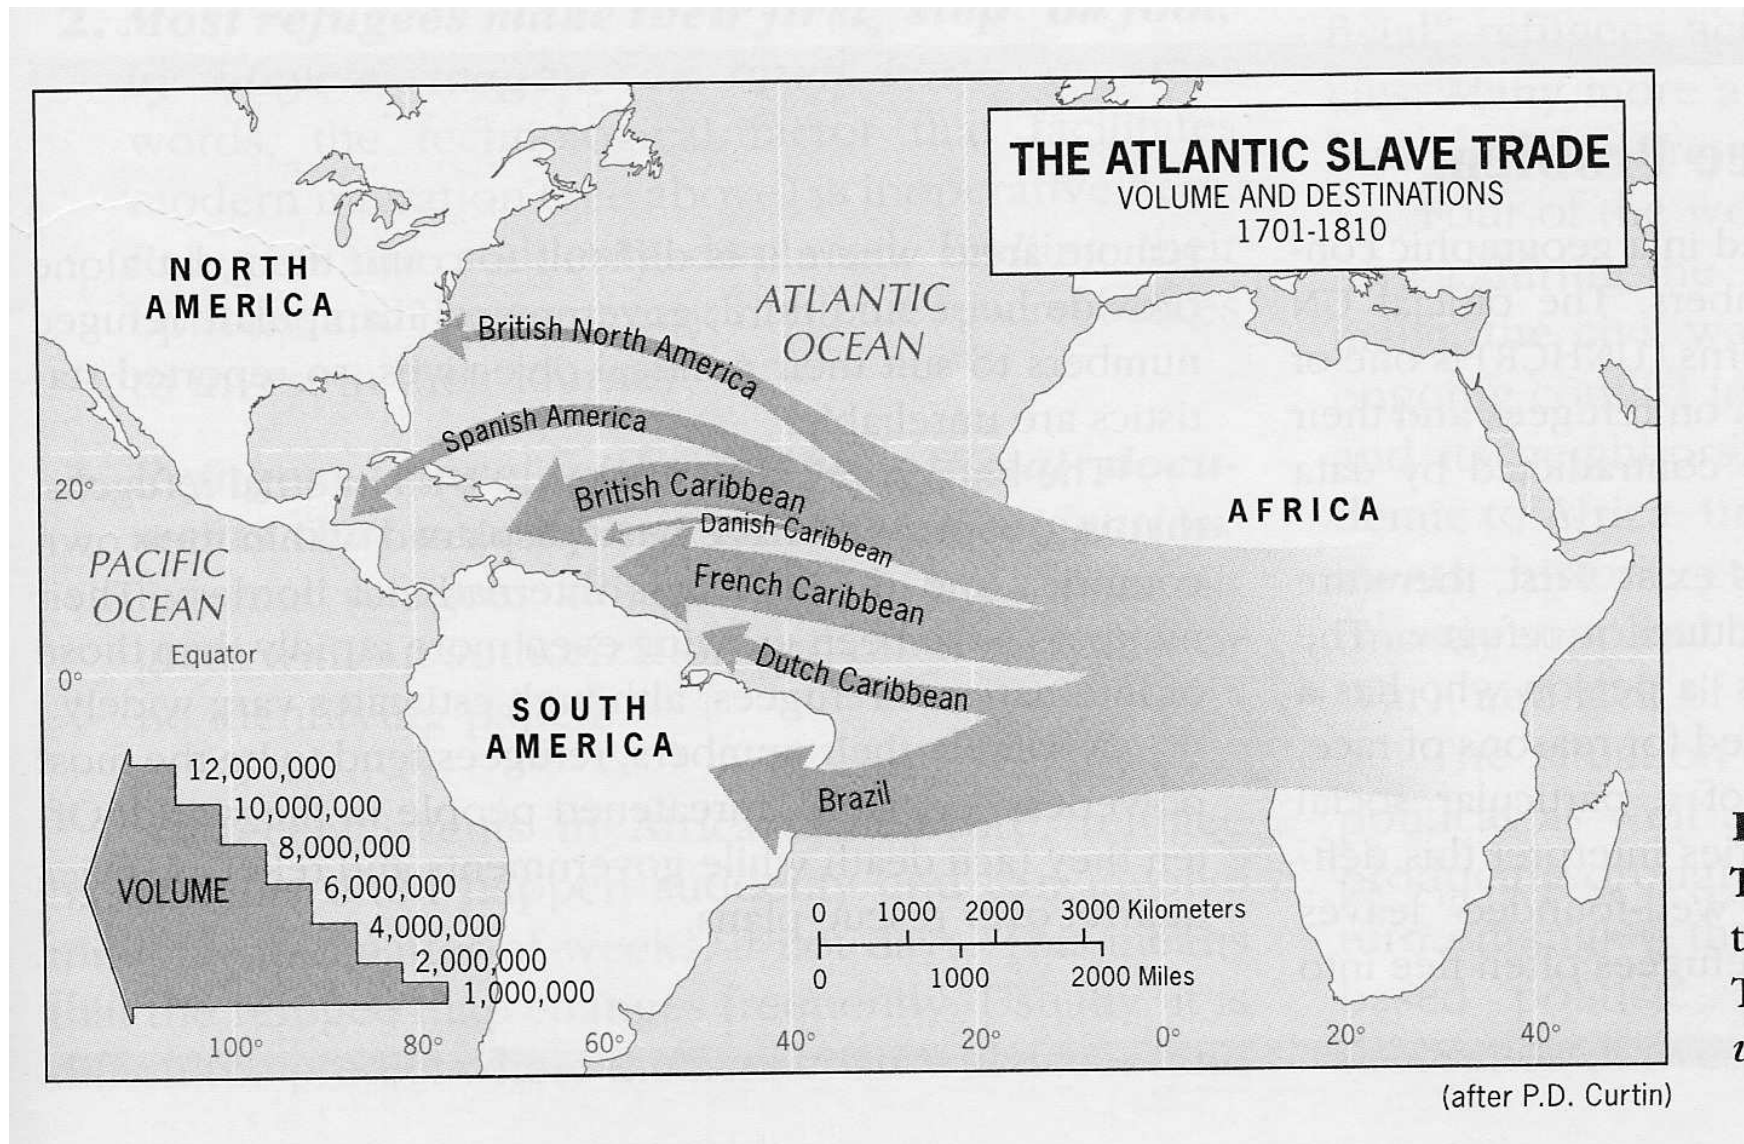 THE ATLANTIC SLAVE TRADE
VOLUME AND DESTINATIONS
1701-1810
NORTH
AMERICA
ATLANTIC
OCEAN
British North America
Spanish America
British Caribbean
Danish Caribbean
French Caribbean
Dutch Caribbean
Brazil
AFRICA
20°
PACIFIC
OCEAN
Equator
0°
SOUTH
AMERICA
VOLUME
12,000,000
10,000,000
8,000,000
6,000,000
4,000,000
2,000,000
1,000,000
0 1000 2000 3000 Kilometers
0 1000 2000 Miles
100° 80° 60° 40° 20° 0° 20° 40°
(after P.D. Curtin)